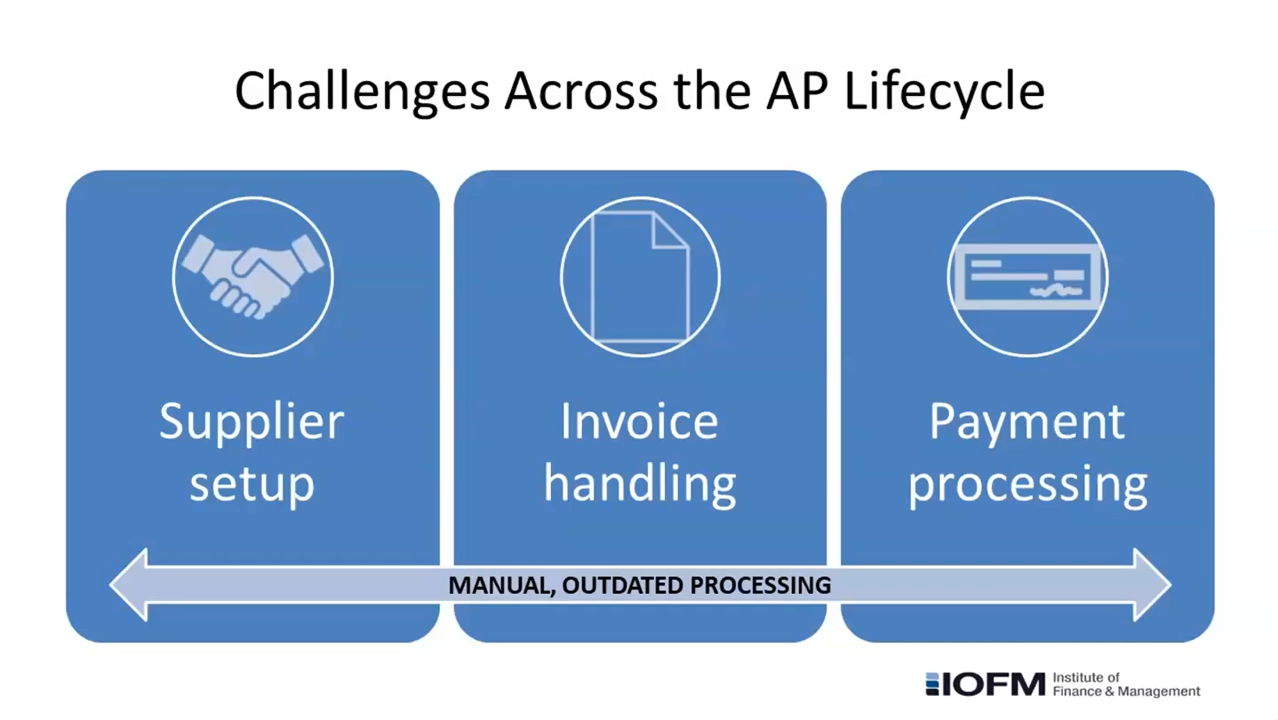 Challenges Across the AP Lifecycle
Supplier
setup
Invoice
handling
Payment
processing
MANUAL, OUTDATED PROCESSING
IOFM
Institute of
Finance & Management